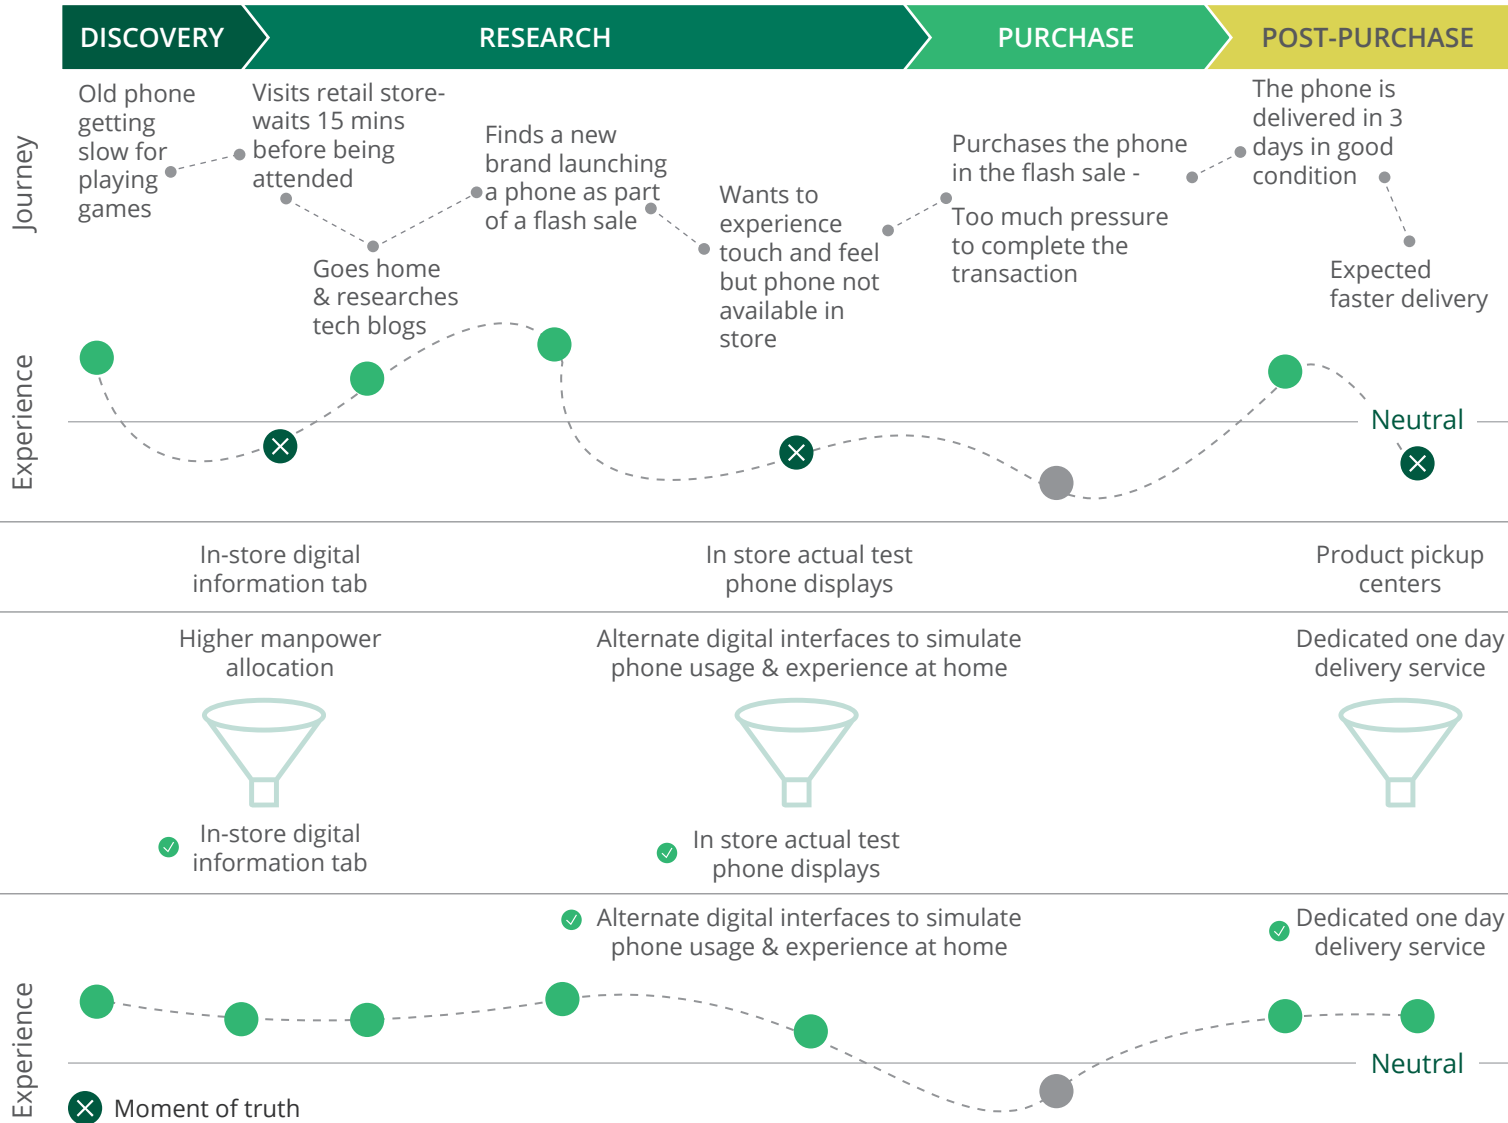 DISCOVERY
RESEARCH
PURCHASE
POST-PURCHASE
Journey
Old phone
getting
slow for
playing
games
Visits retail store-
waits 15 mins
before being
attended
Goes home
& researches
tech blogs
Finds a new
brand launching
a phone as part
of a flash sale
Wants to
experience
touch and feel
but phone not
available in
store
Purchases the phone
in the flash sale -
Too much pressure
to complete the
transaction
The phone is
delivered in 3
days in good
condition
Expected
faster delivery
Experience
Neutral
In-store digital
information tab
In store actual test
phone displays
Product pickup
centers
Higher manpower
allocation
Alternate digital interfaces to simulate
phone usage & experience at home
Dedicated one day
delivery service
In-store digital
information tab
In store actual test
phone displays
Alternate digital interfaces to simulate
phone usage & experience at home
Dedicated one day
delivery service
Experience
Neutral
Moment of truth